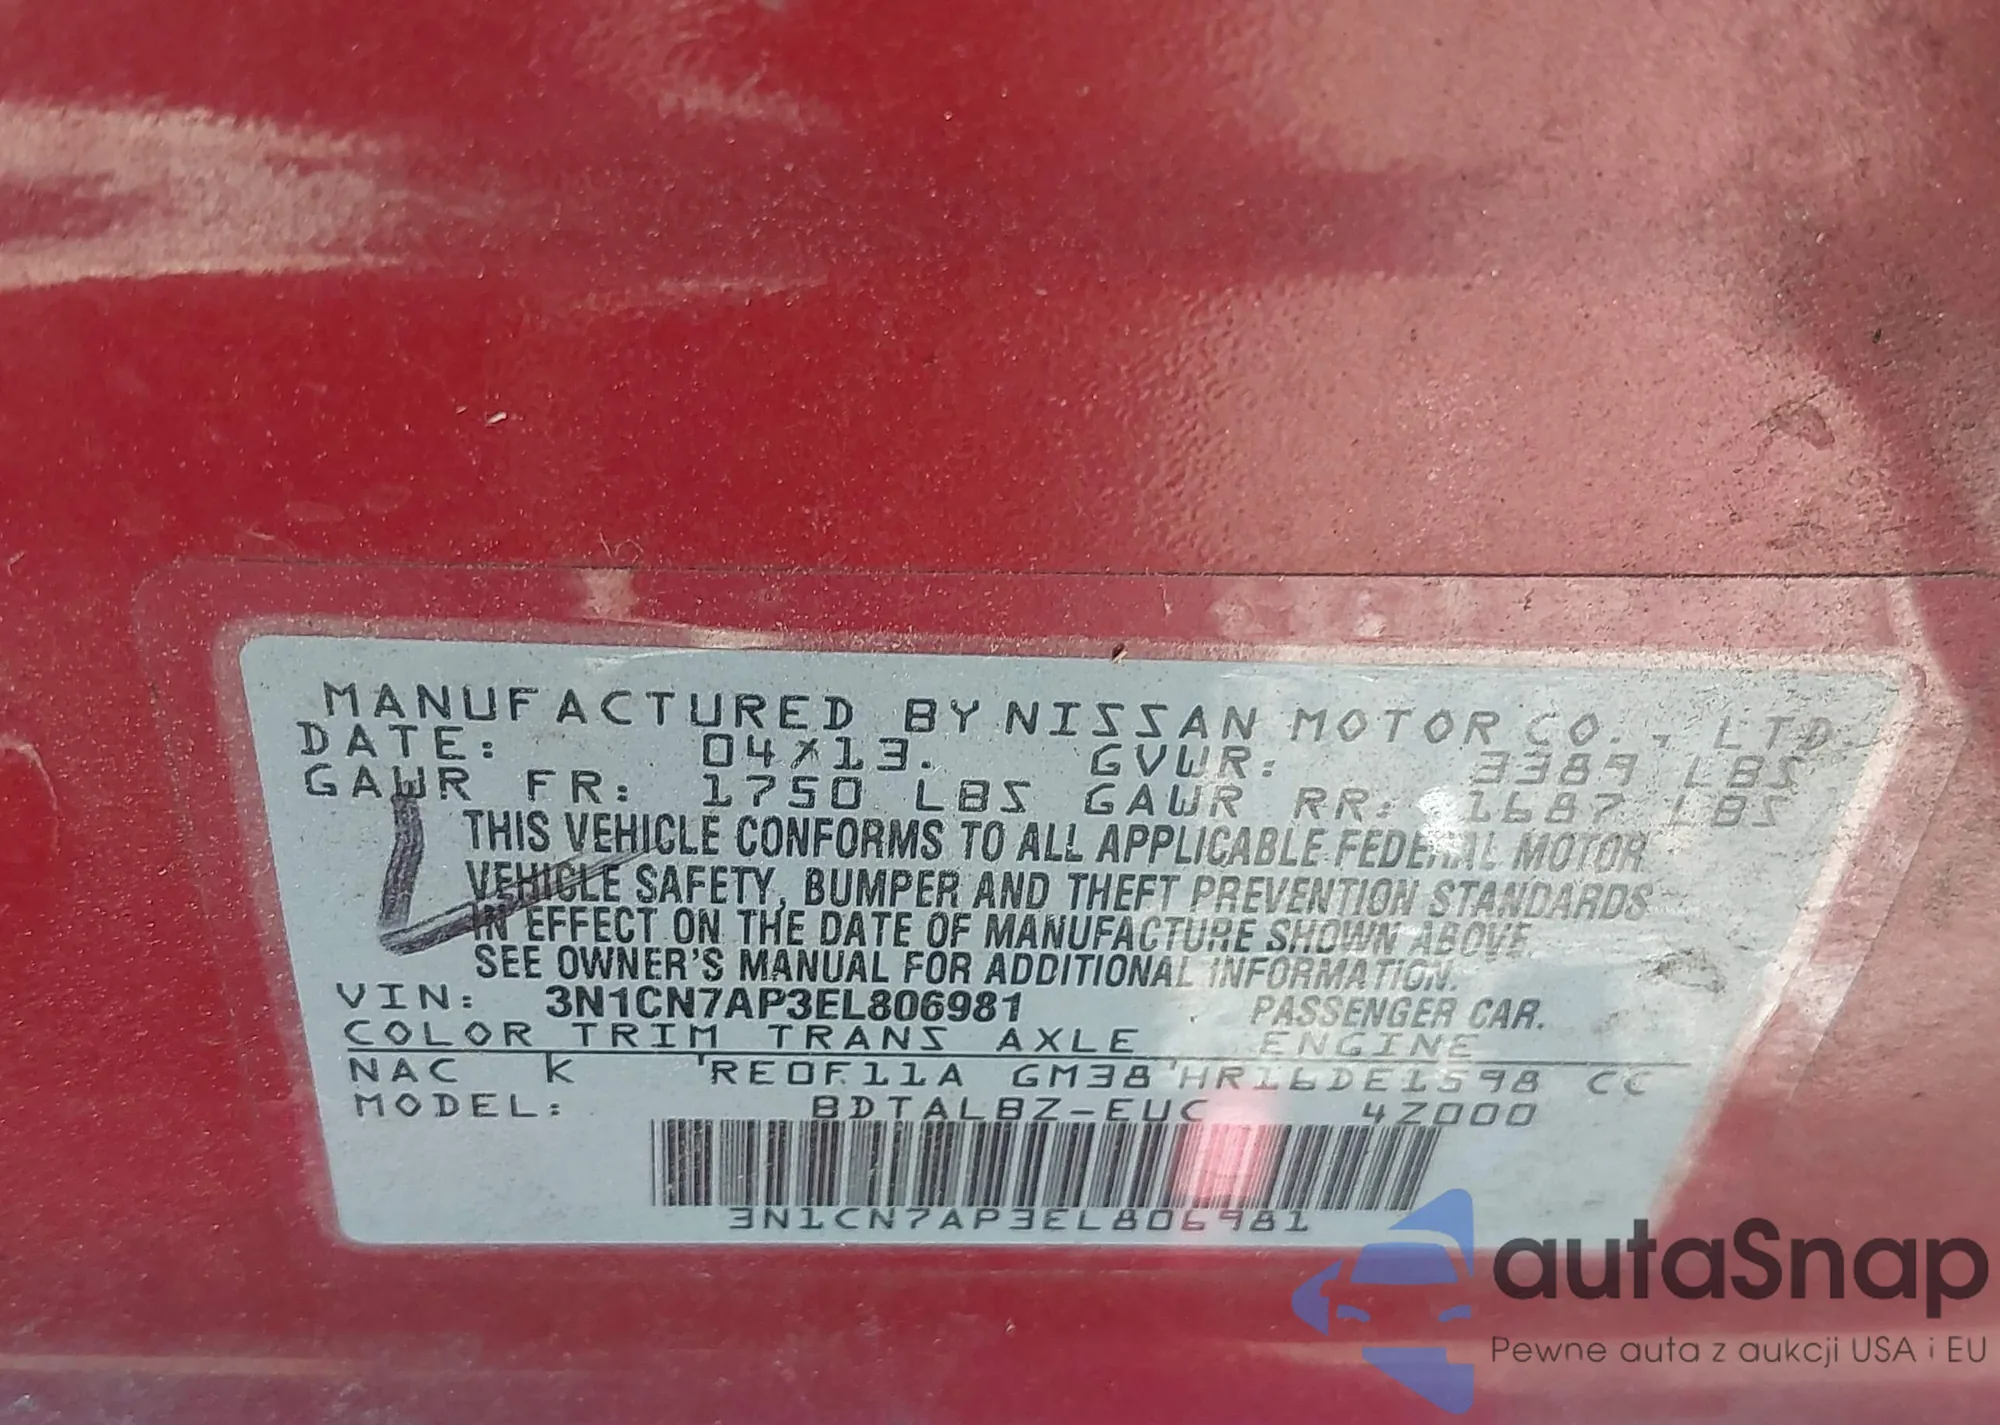 MANUFACTURED BY NISSAN MOTOR CO., LTD.
DATE: 04/13. GVWR: 3389 LBS
GAWR FR: 1750 LBS GAWR RR: 1687 LBS
THIS VEHICLE CONFORMS TO ALL APPLICABLE FEDERAL MOTOR
VEHICLE SAFETY, BUMPER AND THEFT PREVENTION STANDARDS
IN EFFECT ON THE DATE OF MANUFACTURE SHOWN ABOVE.
SEE OWNER'S MANUAL FOR ADDITIONAL INFORMATION.
VIN: 3N1CN7AP3EL806981 PASSENGER CAR.
COLOR TRIM TRANS AXLE ENGINE
NAC K 'RE0F11A GM38'HR16DE1598 CC
MODEL: BDTALBZ-EUC 4Z000
3N1CN7AP3EL806981
autaSnap
Pewne auta z aukcji USA i EU